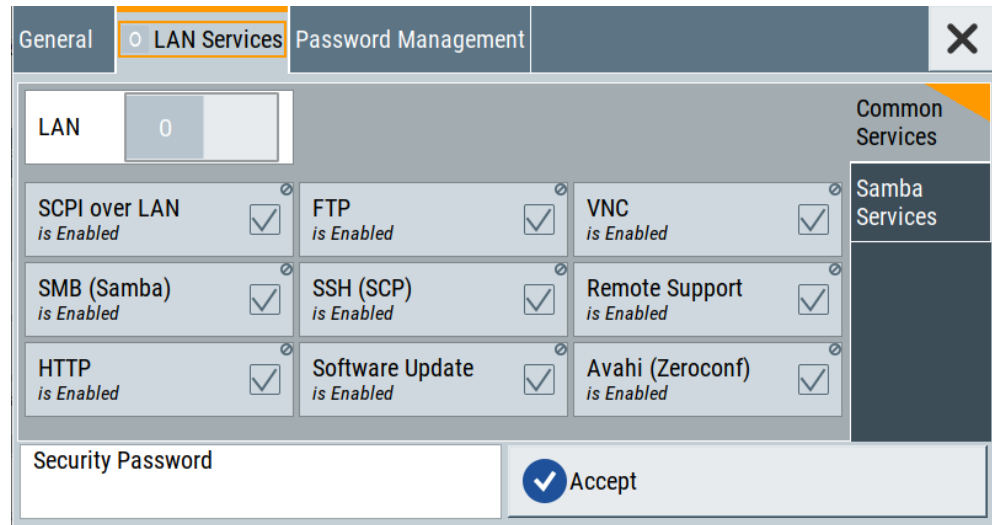 General
0 LAN Services
Password Management
LAN
0
Common
Services
SCPI over LAN
is Enabled
FTP
is Enabled
VNC
is Enabled
Samba
Services
SMB (Samba)
is Enabled
SSH (SCP)
is Enabled
Remote Support
is Enabled
HTTP
is Enabled
Software Update
is Enabled
Avahi (Zeroconf)
is Enabled
Security Password
Accept